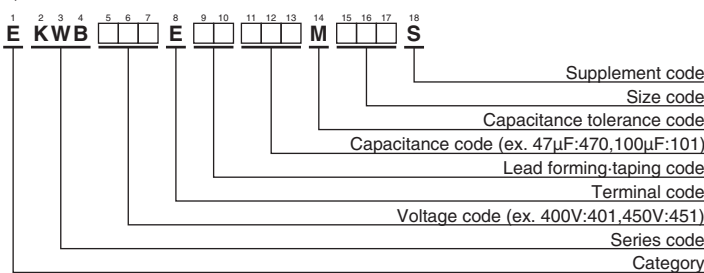 1 2 3 4 5 6 7 8 9 10 11 12 13 14 15 16 17 18
E KWB E M S
Supplement code
Size code
Capacitance tolerance code
Capacitance code (ex. 47μF:470,100μF:101)
Lead forming·taping code
Terminal code
Voltage code (ex. 400V:401,450V:451)
Series code
Category